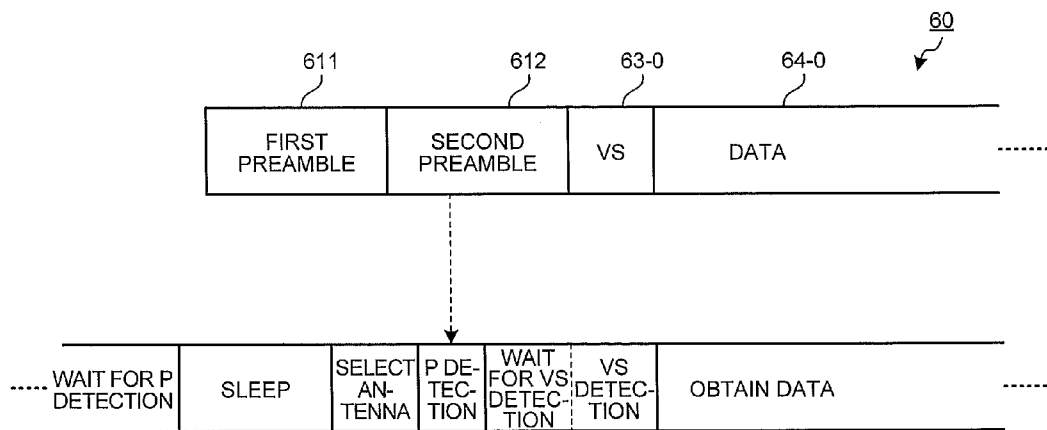 60
611
612
63-0
64-0
FIRST
PREAMBLE
SECOND
PREAMBLE
VS
DATA
WAIT FOR P
DETECTION
SLEEP
SELECT
AN-
TENNA
P DE-
TEC-
TION
WAIT
FOR VS
DETEC-
TION
VS
DETEC-
TION
OBTAIN DATA